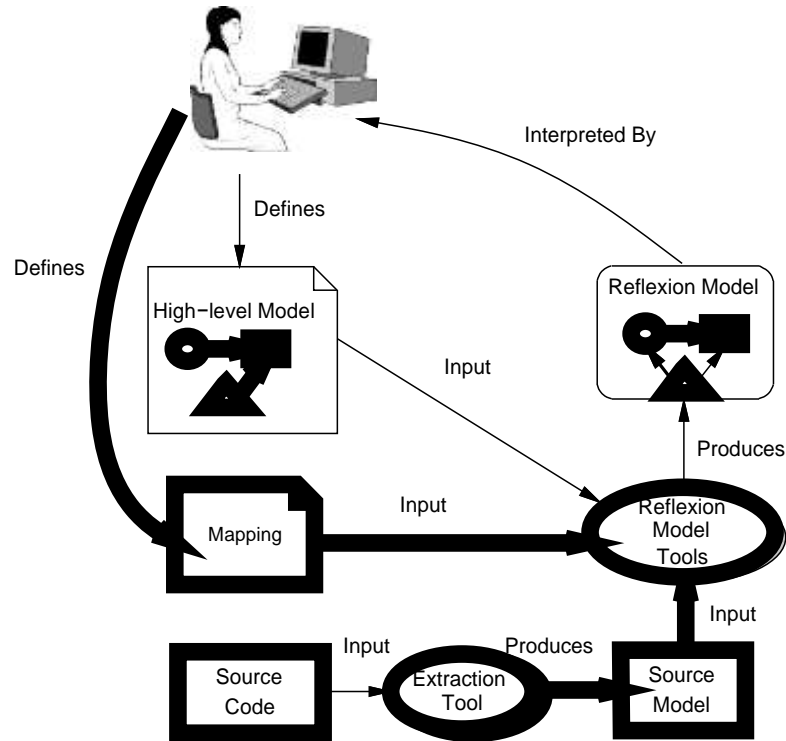 Interpreted By
Defines
Defines
High-level Model
Reflexion Model
Input
Produces
Mapping
Input
Reflexion
Model
Tools
Input
Source
Code
Input
Extraction
Tool
Produces
Source
Model